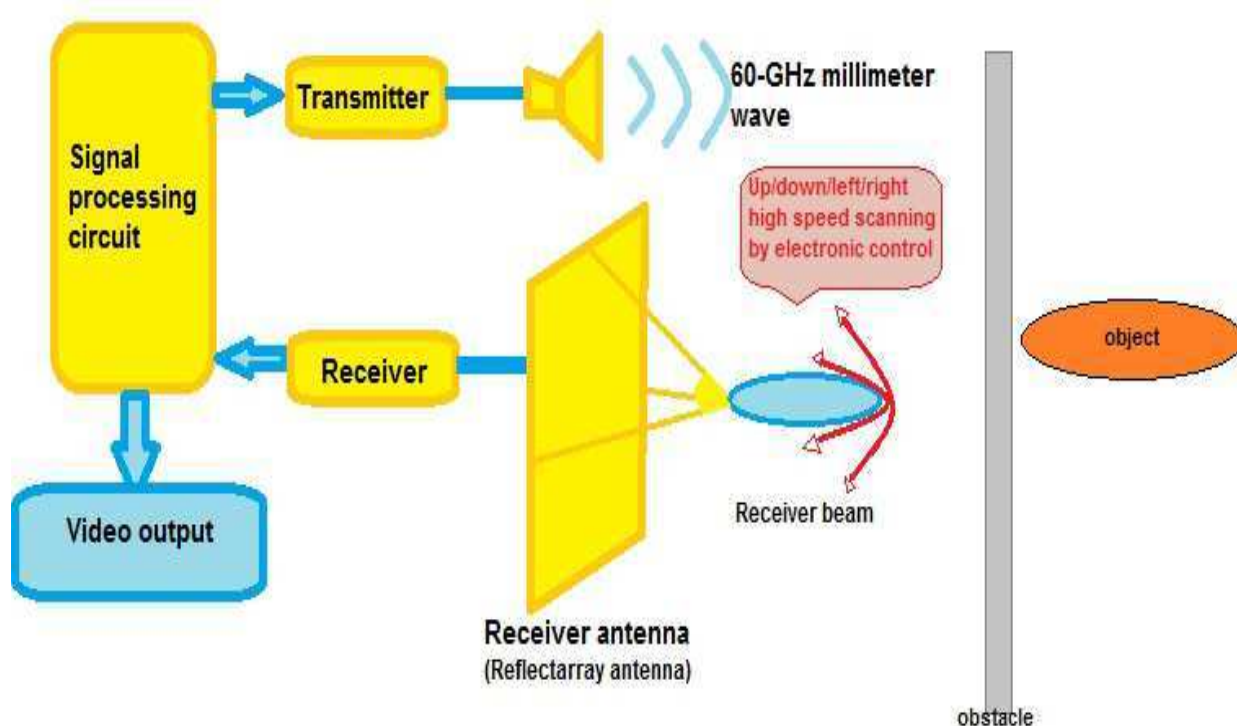 Signal
processing
circuit
Transmitter
60-GHz millimeter
wave
Up/down/left/right
high speed scanning
by electronic control
object
Receiver
Receiver beam
Video output
Receiver antenna
(Reflectarray antenna)
obstacle